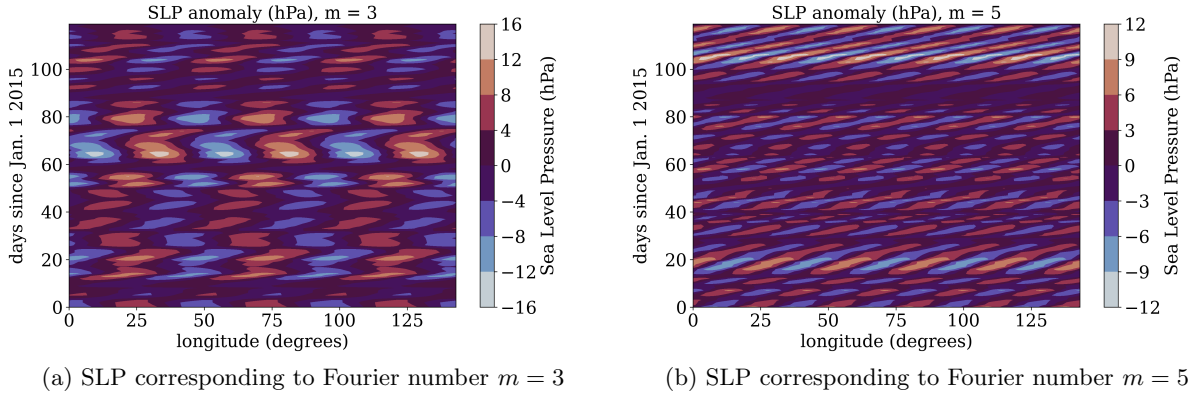 SLP anomaly (hPa), m = 3
days since Jan. 1 2015
100
80
60
40
20
0
0 25 50 75 100 125
longitude (degrees)
16
12
8
4
0
−4
−8
−12
−16
Sea Level Pressure (hPa)
(a) SLP corresponding to Fourier number m = 3
SLP anomaly (hPa), m = 5
days since Jan. 1 2015
100
80
60
40
20
0
0 25 50 75 100 125
longitude (degrees)
12
9
6
3
0
−3
−6
−9
−12
Sea Level Pressure (hPa)
(b) SLP corresponding to Fourier number m = 5